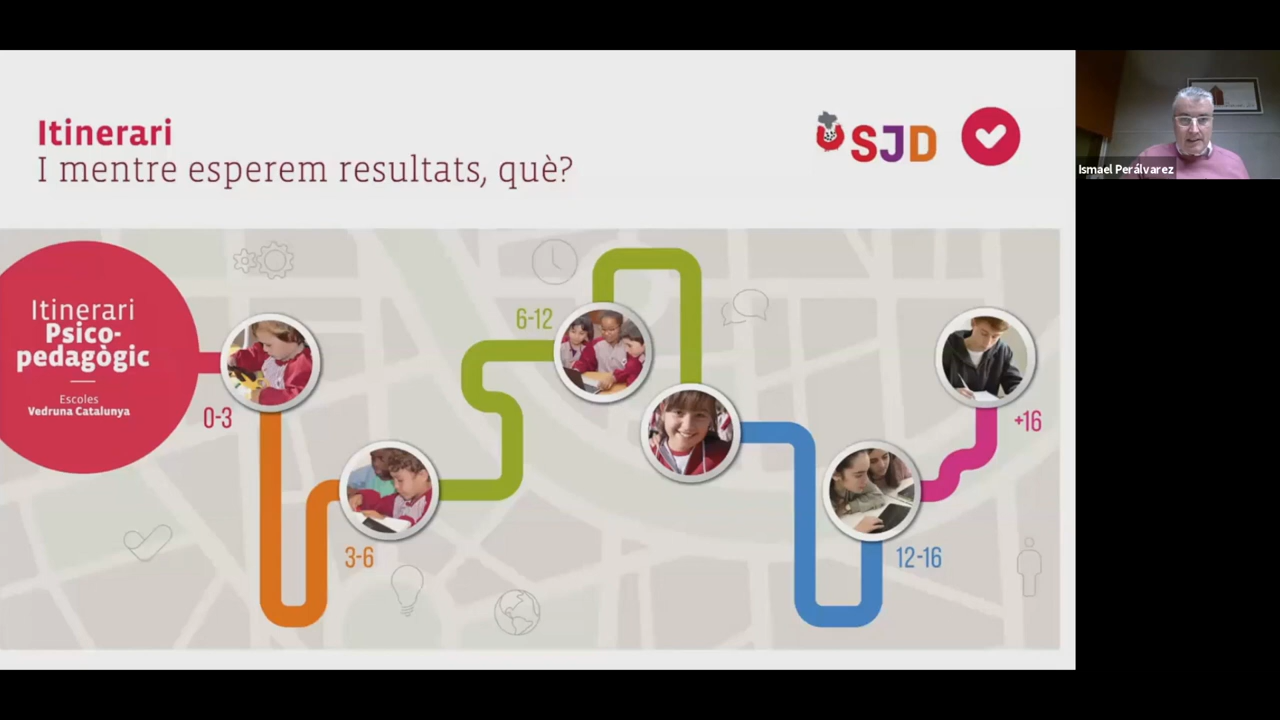 Itinerari
I mentre esperem resultats, què?
SJD
Ismael Perálvarez
Itinerari
Psico-
pedagògic
Escoles
Vedruna Catalunya
0-3
3-6
6-12
12-16
+16